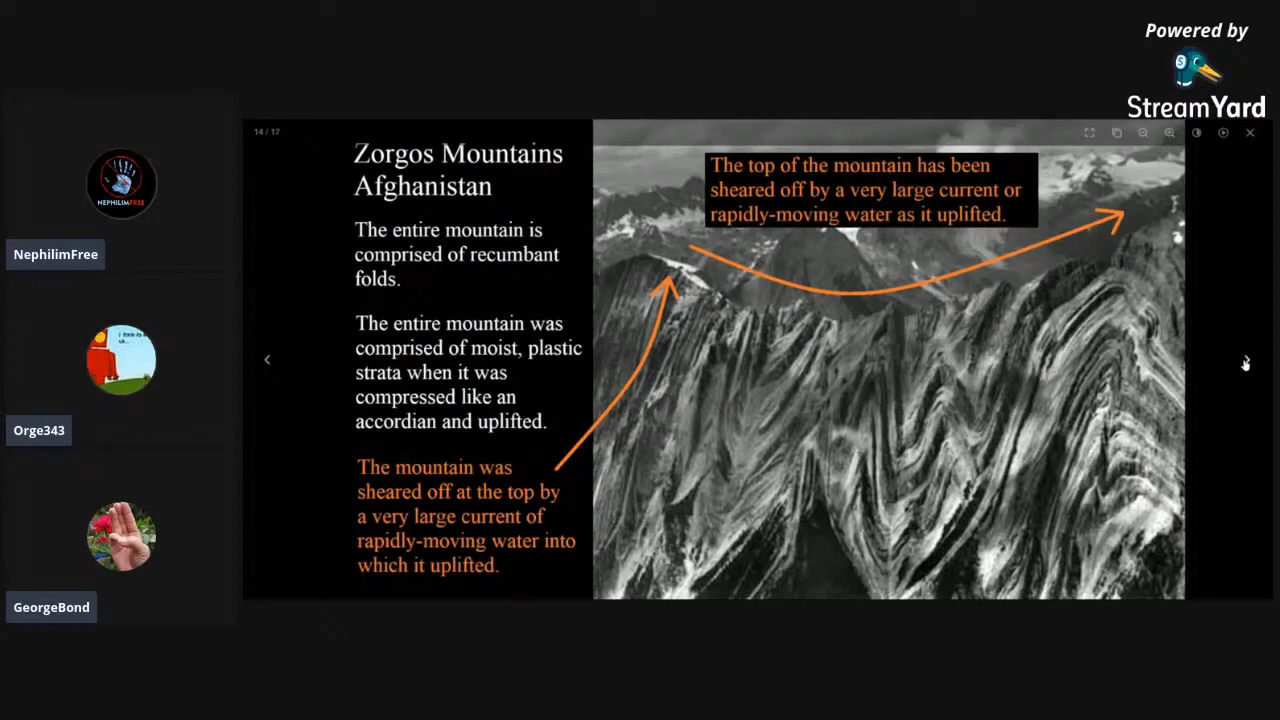 Powered by
StreamYard
14 / 17
Zorgos Mountains
Afghanistan
The entire mountain is
comprised of recumbant
folds.
The entire mountain was
comprised of moist, plastic
strata when it was
compressed like an
accordian and uplifted.
The mountain was
sheared off at the top by
a very large current of
rapidly-moving water into
which it uplifted.
The top of the mountain has been
sheared off by a very large current or
rapidly-moving water as it uplifted.
NEPHILIMFREE
NephilimFree
Orge343
GeorgeBond